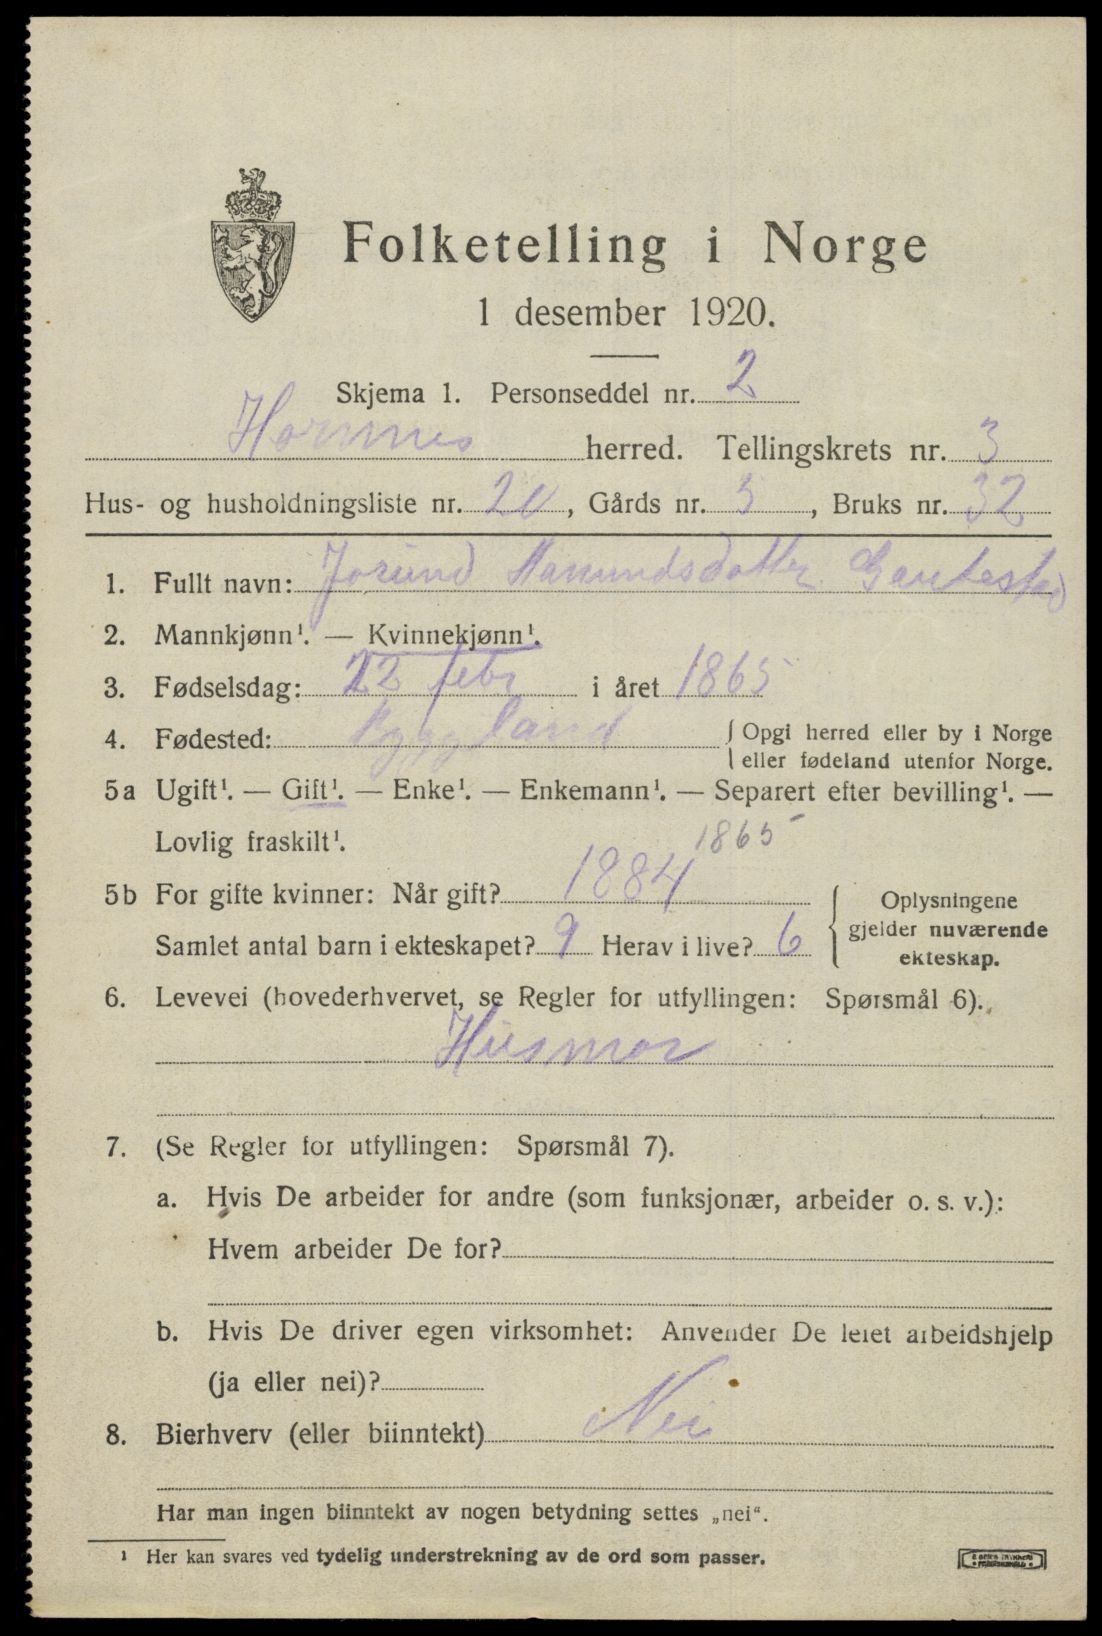 Folketelling i Norge
1 desember 1920.
Skjema 1. Personseddel nr. 2
Hornnes herred. Tellingskrets nr. 3
Hus- og husholdningsliste nr. 20, Gårds nr. 5, Bruks nr. 32
1. Fullt navn: Jorund Aamundsdotter Gautestad
2. Mannkjønn¹. — Kvinnekjønn¹.
3. Fødselsdag: 22 febr i året 1865
4. Fødested: Byggland { Opgi herred eller by i Norge
eller fødeland utenfor Norge.
5a Ugift¹. — Gift¹. — Enke¹. — Enkemann¹. — Separert efter bevilling¹. —
Lovlig fraskilt¹. 1865
5b For gifte kvinner: Når gift? 1884
Samlet antal barn i ekteskapet? 9 Herav i live? 6
{ Oplysningene
gjelder nuværende
ekteskap.
6. Levevei (hovederhvervet, se Regler for utfyllingen: Spørsmål 6).
Husmor
7. (Se Regler for utfyllingen: Spørsmål 7).
a. Hvis De arbeider for andre (som funksjonær, arbeider o. s. v.):
Hvem arbeider De for?
b. Hvis De driver egen virksomhet: Anvender De leiet arbeidshjelp
(ja eller nei)?
8. Bierhverv (eller biinntekt) Nei
Har man ingen biinntekt av nogen betydning settes „nei“.
¹ Her kan svares ved tydelig understrekning av de ord som passer.